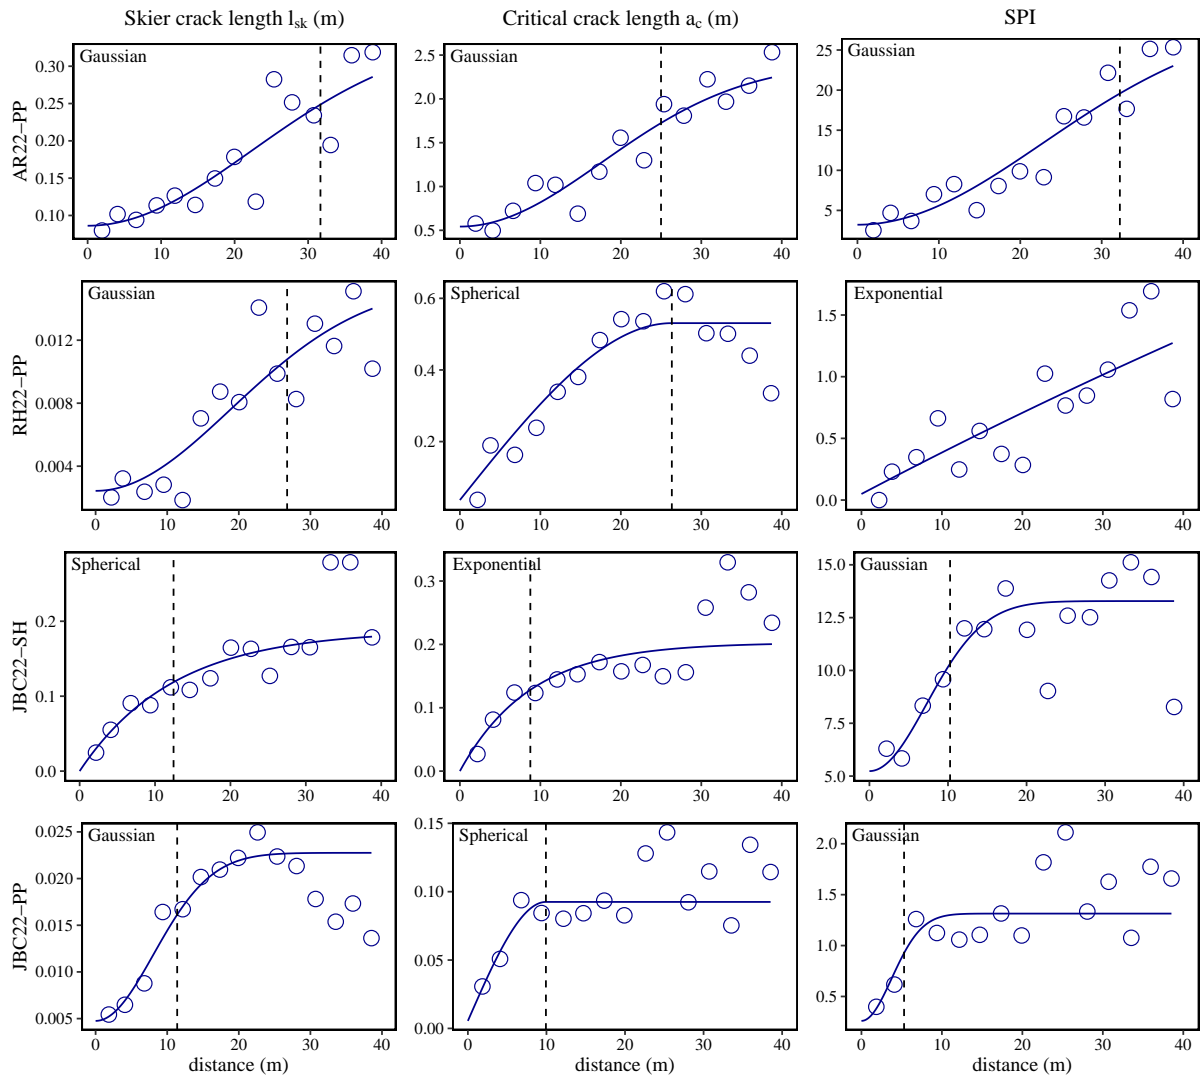 Skier crack length lsk (m)
Critical crack length ac (m)
SPI
AR22−PP
Gaussian
0.30
0.25
0.20
0.15
0.10
0 10 20 30 40
Gaussian
2.5
2.0
1.5
1.0
0.5
0 10 20 30 40
Gaussian
25
20
15
10
5
0 10 20 30 40
RH22−PP
Gaussian
0.012
0.008
0.004
0 10 20 30 40
Spherical
0.6
0.4
0.2
0 10 20 30 40
Exponential
1.5
1.0
0.5
0.0
0 10 20 30 40
JBC22−SH
Spherical
0.2
0.1
0.0
0 10 20 30 40
Exponential
0.3
0.2
0.1
0.0
0 10 20 30 40
Gaussian
15.0
12.5
10.0
7.5
5.0
0 10 20 30 40
JBC22−PP
Gaussian
0.025
0.020
0.015
0.010
0.005
0 10 20 30 40
distance (m)
Spherical
0.15
0.10
0.05
0.00
0 10 20 30 40
distance (m)
Gaussian
2.0
1.5
1.0
0.5
0 10 20 30 40
distance (m)